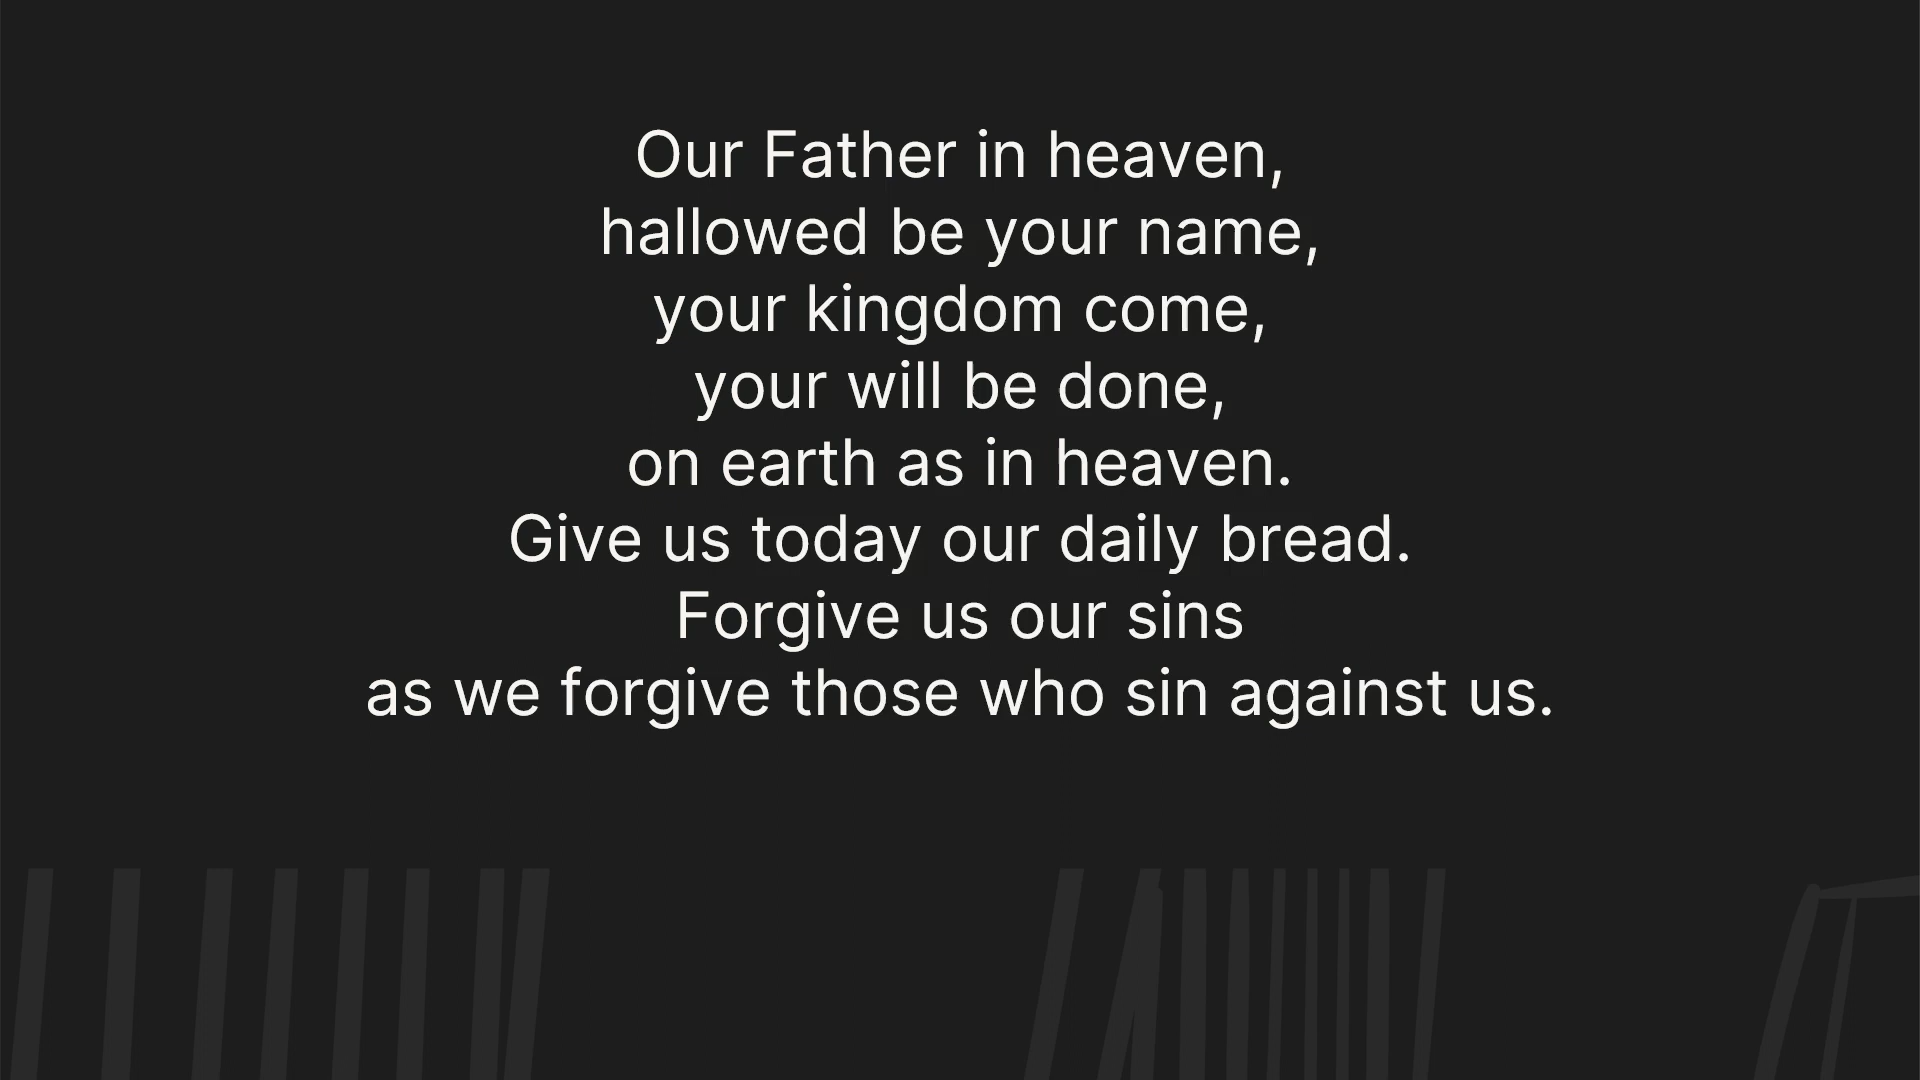 Our Father in heaven,
hallowed be your name,
your kingdom come,
your will be done,
on earth as in heaven.
Give us today our daily bread.
Forgive us our sins
as we forgive those who sin against us.